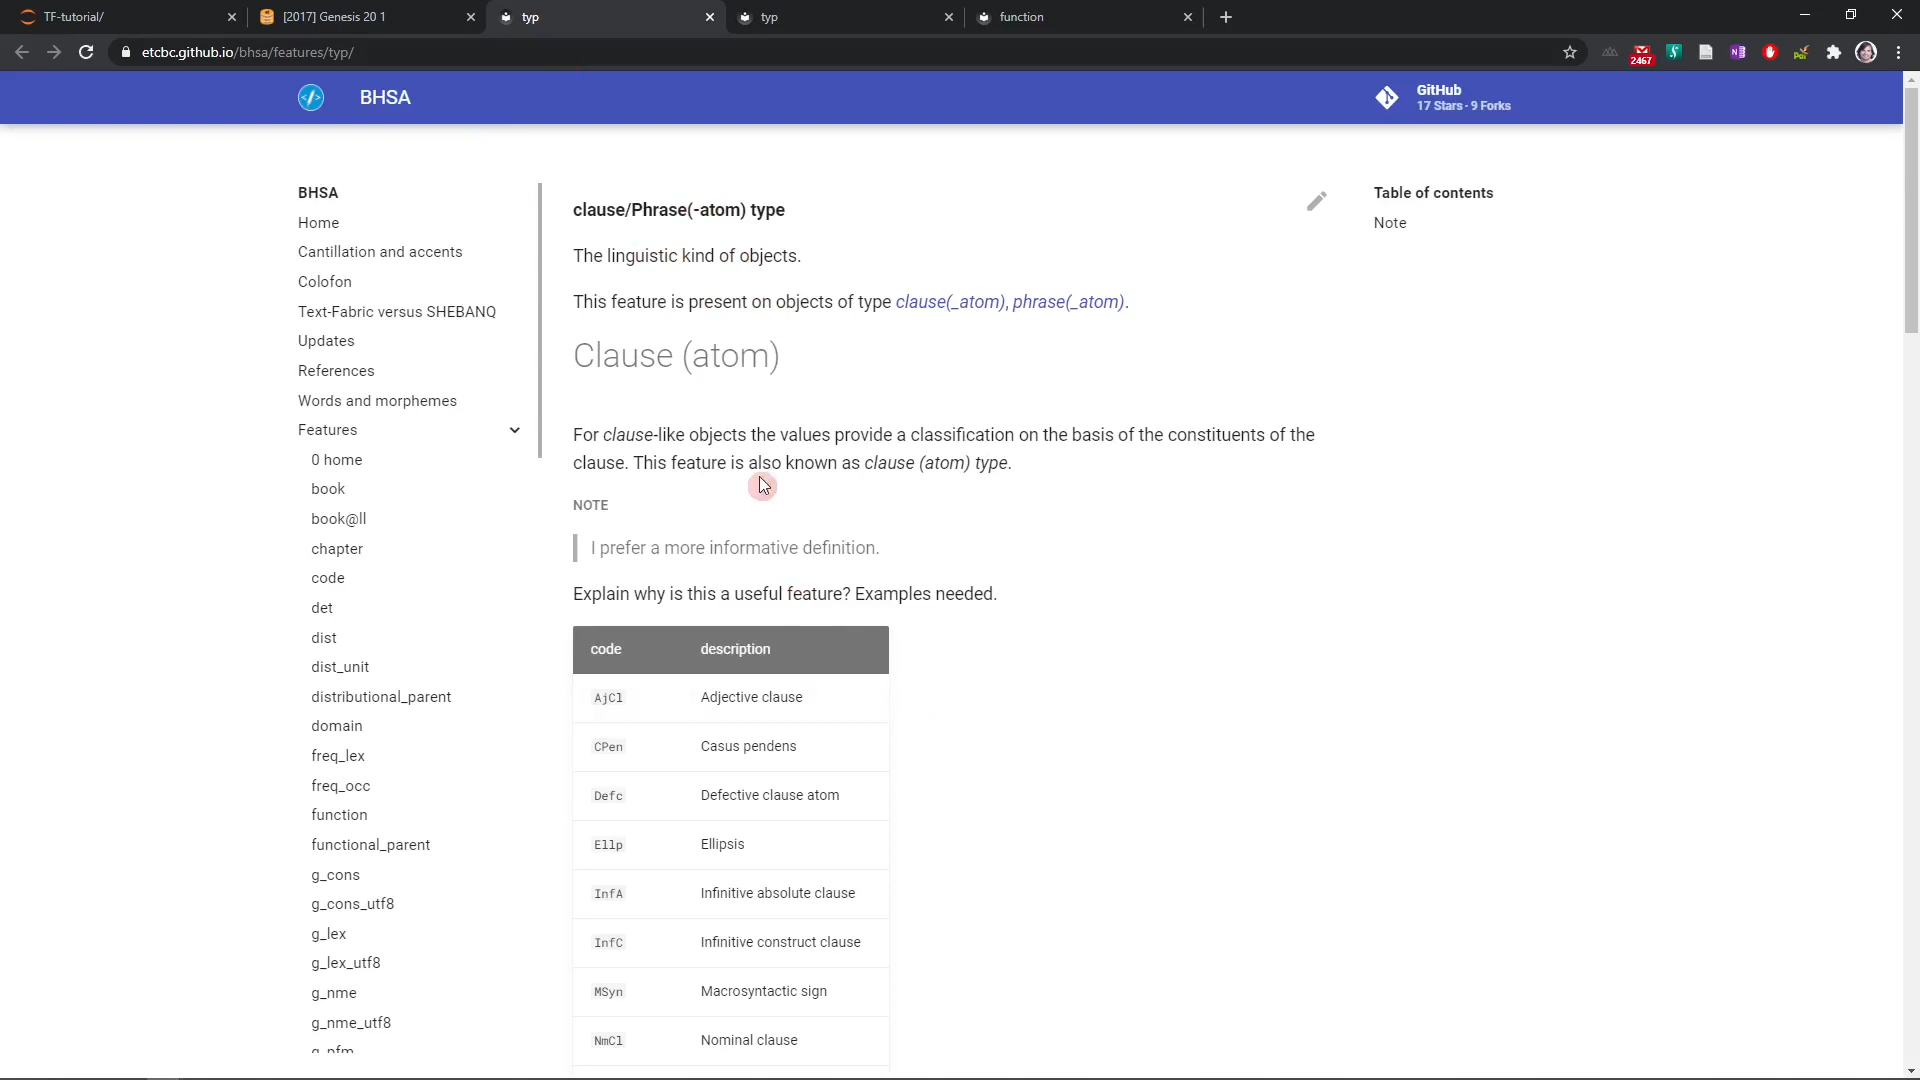 TF-tutorial/
[2017] Genesis 20 1
typ
typ
function
etcbc.github.io/bhsa/features/typ/
2467
BHSA
GitHub
17 Stars · 9 Forks
BHSA
Home
Cantillation and accents
Colofon
Text-Fabric versus SHEBANQ
Updates
References
Words and morphemes
Features
0 home
book
book@ll
chapter
code
det
dist
dist_unit
distributional_parent
domain
freq_lex
freq_occ
function
functional_parent
g_cons
g_cons_utf8
g_lex
g_lex_utf8
g_nme
g_nme_utf8
g_pfm
clause/Phrase(-atom) type
The linguistic kind of objects.
This feature is present on objects of type clause(_atom), phrase(_atom).
Clause (atom)
For clause-like objects the values provide a classification on the basis of the constituents of the
clause. This feature is also known as clause (atom) type.
NOTE
I prefer a more informative definition.
Explain why is this a useful feature? Examples needed.
code description
AjCl Adjective clause
CPen Casus pendens
Defc Defective clause atom
Ellp Ellipsis
InfA Infinitive absolute clause
InfC Infinitive construct clause
MSyn Macrosyntactic sign
NmCl Nominal clause
Table of contents
Note